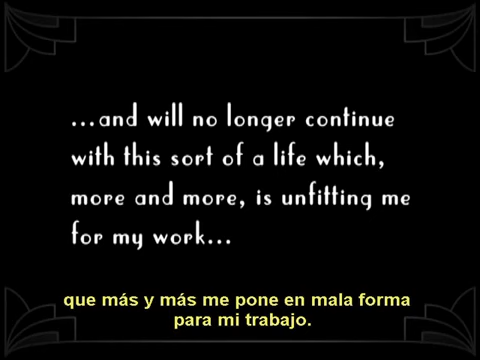 ...and will no longer continue
with this sort of a life which,
more and more, is unfitting me
for my work...
que más y más me pone en mala forma
para mi trabajo.